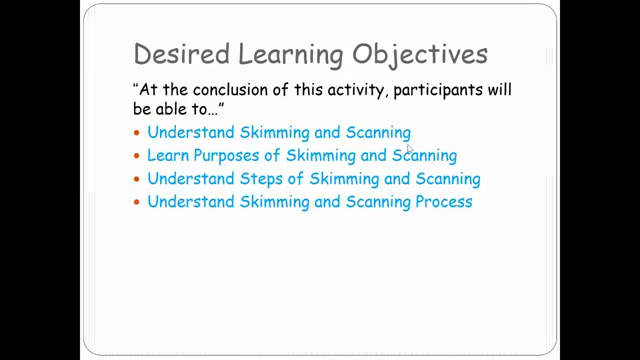 Desired Learning Objectives
“At the conclusion of this activity, participants will
be able to…”
• Understand Skimming and Scanning
• Learn Purposes of Skimming and Scanning
• Understand Steps of Skimming and Scanning
• Understand Skimming and Scanning Process